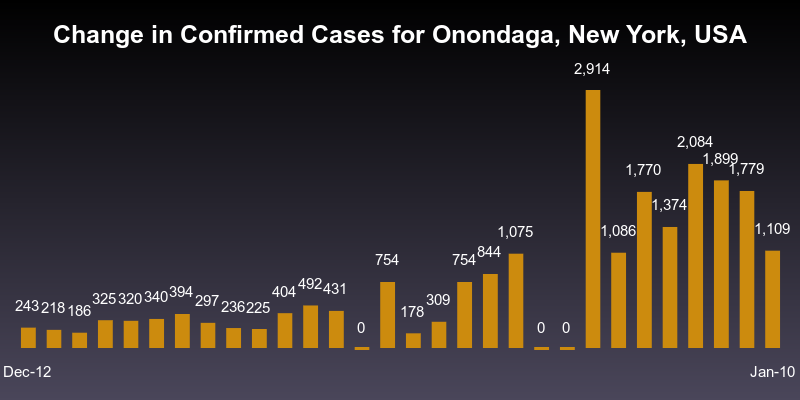 Change in Confirmed Cases for Onondaga, New York, USA
243 218 186 325 320 340 394 297 236 225 404 492 431 0 754 178 309 754 844 1,075 0 0 2,914 1,086 1,770 1,374 2,084 1,899 1,779 1,109
Dec-12 Jan-10